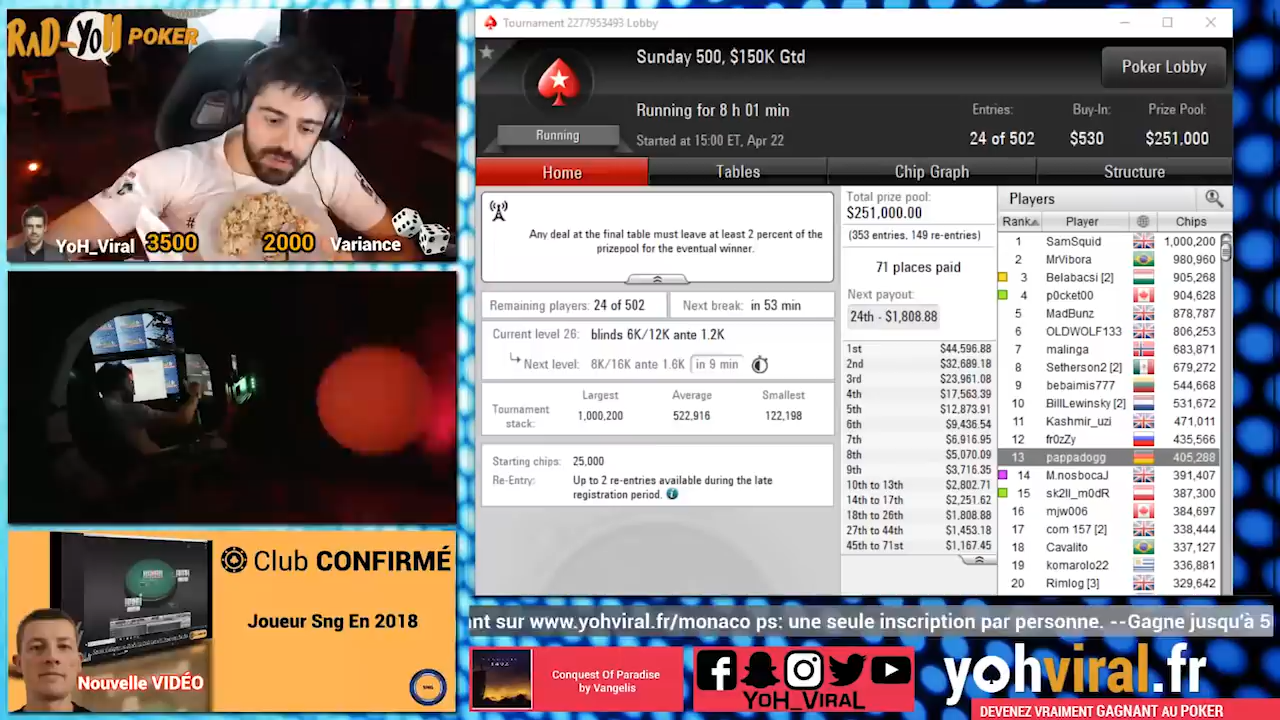 RAD-YOH POKER
YoH_Viral 3500 2000 Variance
#
Club CONFIRMÉ
Joueur Sng En 2018
Nouvelle VIDÉO
SNG
Tournament 2277953493 Lobby
Sunday 500, $150K Gtd
Poker Lobby
Running for 8 h 01 min
Running
Started at 15:00 ET, Apr 22
Entries: Buy-In: Prize Pool:
24 of 502 $530 $251,000
Home Tables Chip Graph Structure
Any deal at the final table must leave at least 2 percent of the
prizepool for the eventual winner.
Remaining players: 24 of 502 Next break: in 53 min
Current level 26: blinds 6K/12K ante 1.2K
Next level: 8K/16K ante 1.6K in 9 min
Largest Average Smallest
Tournament
stack: 1,000,200 522,916 122,198
Starting chips: 25,000
Re-Entry: Up to 2 re-entries available during the late
registration period.
Total prize pool:
$251,000.00
(353 entries, 149 re-entries)
71 places paid
Next payout:
24th - $1,808.88
1st $44,596.88
2nd $32,689.18
3rd $23,961.08
4th $17,563.39
5th $12,873.91
6th $9,436.54
7th $6,916.95
8th $5,070.09
9th $3,716.35
10th to 13th $2,802.71
14th to 17th $2,251.62
18th to 26th $1,808.88
27th to 44th $1,453.18
45th to 71st $1,167.45
Players
Rank Player Chips
1 SamSquid 1,000,200
2 MrVibora 980,960
3 Belabacsi [2] 905,268
4 p0cket00 904,628
5 MadBunz 878,787
6 OLDWOLF133 806,253
7 malinga 683,871
8 Setherson2 [2] 679,272
9 bebaimis777 544,668
10 BillLewinsky [2] 531,672
11 Kashmir_uzi 471,011
12 fr0zZy 435,566
13 pappadogg 405,288
14 M.nosbocaJ 391,407
15 sk2ll_m0dR 387,300
16 mjw006 384,697
17 com 157 [2] 338,444
18 Cavalito 337,127
19 komarolo22 336,881
20 Rimlog [3] 329,642
ant sur www.yohviral.fr/monaco ps: une seule inscription par personne. --Gagne jusqu'à 5
Conquest Of Paradise
by Vangelis
YoH_ViraL
yohviral.fr
DEVENEZ VRAIMENT GAGNANT AU POKER